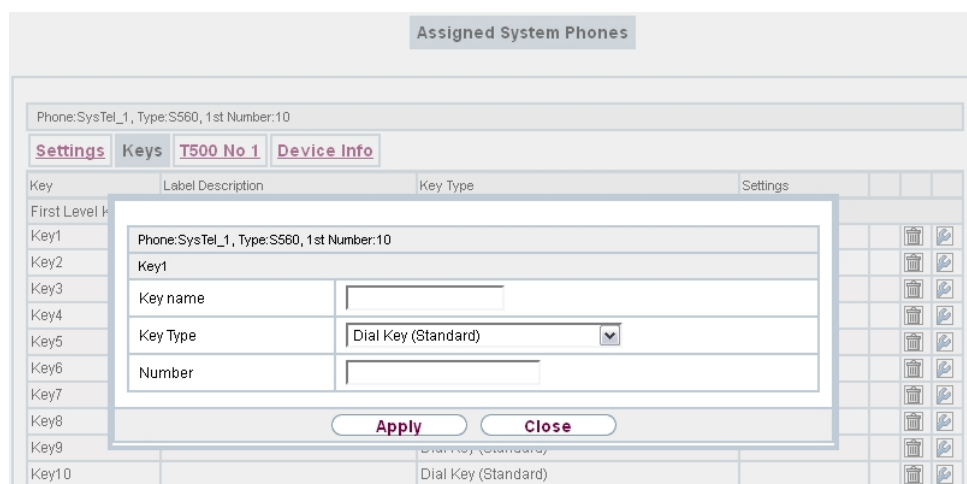 Assigned System Phones
Phone:SysTel_1, Type:S560, 1st Number:10
Settings Keys T500 No 1 Device Info
Key Label Description Key Type Settings
First Level
Key1
Key2
Key3
Key4
Key5
Key6
Key7
Key8
Key9
Key10 Dial Key (Standard)
Phone:SysTel_1, Type:S560, 1st Number:10
Key1
Key name
Key Type Dial Key (Standard)
Number
Apply Close